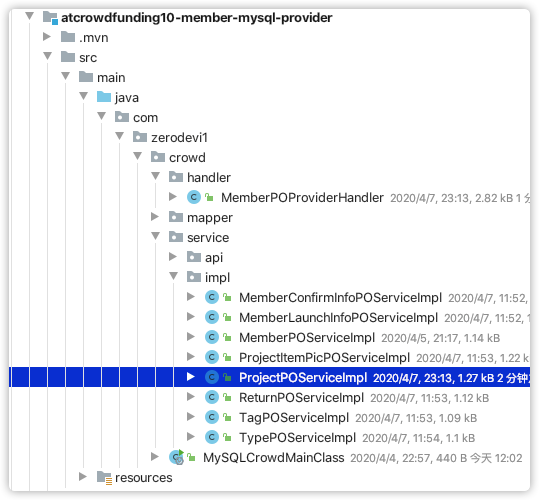 atcrowdfunding10-member-mysql-provider
.mvn
src
main
java
com
zerodevi1
crowd
handler
MemberPOProviderHandler 2020/4/7, 23:13, 2.82 kB 1 分
mapper
service
api
impl
MemberConfirmInfoPOServiceImpl 2020/4/7, 11:52,
MemberLaunchInfoPOServiceImpl 2020/4/7, 11:52, 1
MemberPOServiceImpl 2020/4/5, 21:17, 1.14 kB
ProjectItemPicPOServiceImpl 2020/4/7, 11:53, 1.22 k
ProjectPOServiceImpl 2020/4/7, 23:13, 1.27 kB 2 分钟
ReturnPOServiceImpl 2020/4/7, 11:53, 1.12 kB
TagPOServiceImpl 2020/4/7, 11:53, 1.09 kB
TypePOServiceImpl 2020/4/7, 11:54, 1.1 kB
MySQLCrowdMainClass 2020/4/4, 22:57, 440 B 今天 12:02
resources